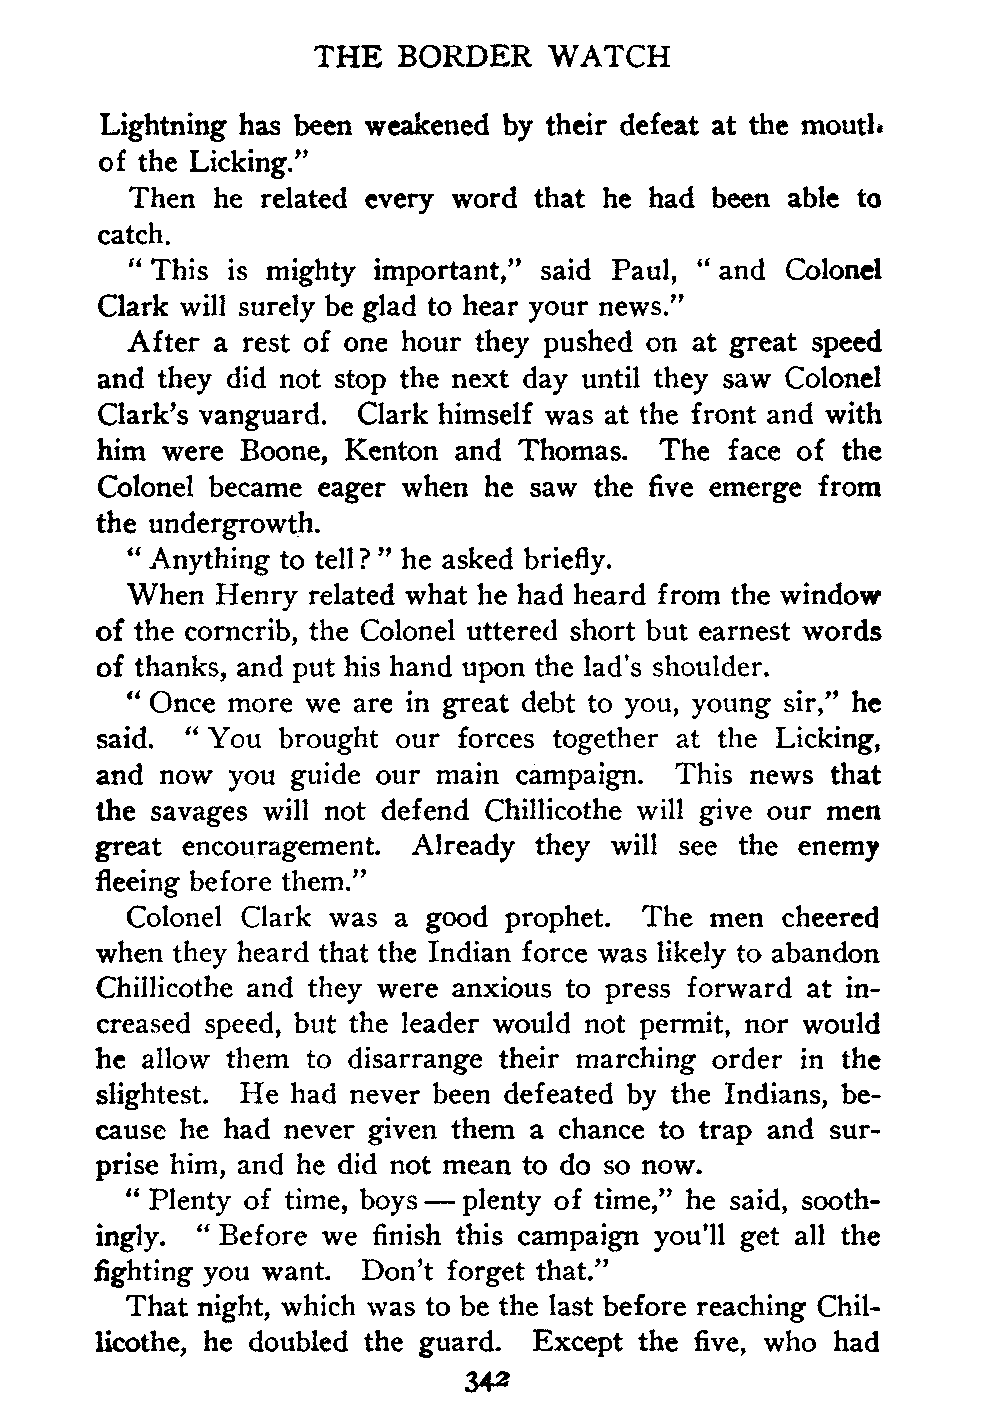 THE BORDER WATCH
Lightning has been weakened by their defeat at the mouth
of the Licking."
Then he related every word that he had been able to
catch.
"This is mighty important," said Paul, "and Colonel
Clark will surely be glad to hear your news."
After a rest of one hour they pushed on at great speed
and they did not stop the next day until they saw Colonel
Clark's vanguard. Clark himself was at the front and with
him were Boone, Kenton and Thomas. The face of the
Colonel became eager when he saw the five emerge from
the undergrowth.
"Anything to tell?" he asked briefly.
When Henry related what he had heard from the window
of the corncrib, the Colonel uttered short but earnest words
of thanks, and put his hand upon the lad's shoulder.
"Once more we are in great debt to you, young sir," he
said. "You brought our forces together at the Licking,
and now you guide our main campaign. This news that
the savages will not defend Chillicothe will give our men
great encouragement. Already they will see the enemy
fleeing before them."
Colonel Clark was a good prophet. The men cheered
when they heard that the Indian force was likely to abandon
Chillicothe and they were anxious to press forward at in-
creased speed, but the leader would not permit, nor would
he allow them to disarrange their marching order in the
slightest. He had never been defeated by the Indians, be-
cause he had never given them a chance to trap and sur-
prise him, and he did not mean to do so now.
"Plenty of time, boys — plenty of time," he said, sooth-
ingly. "Before we finish this campaign you'll get all the
fighting you want. Don't forget that."
That night, which was to be the last before reaching Chil-
licothe, he doubled the guard. Except the five, who had
342